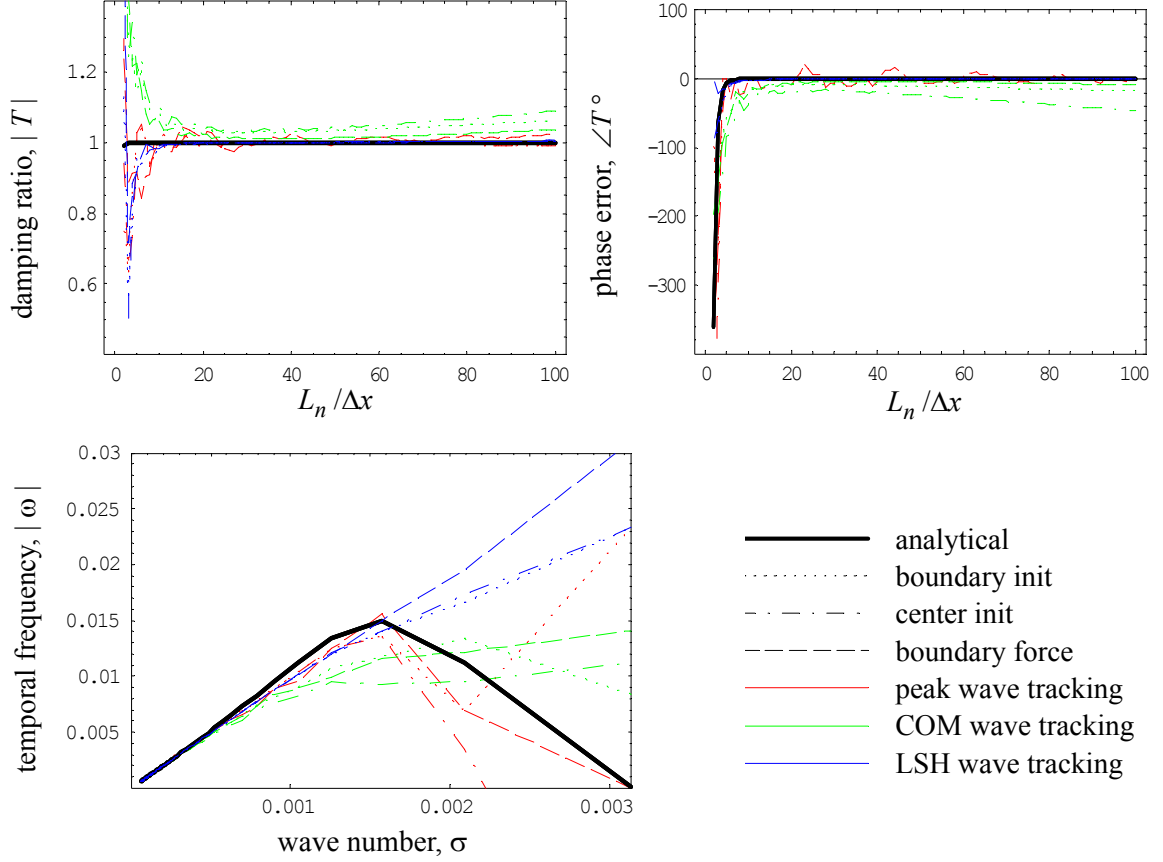 damping ratio, | T |
1.2
1
0.8
0.6
0 20 40 60 80 100
L_n /Δx
phase error, ∠T °
100
0
−100
−200
−300
0 20 40 60 80 100
L_n /Δx
temporal frequency, | ω |
0.03
0.025
0.02
0.015
0.01
0.005
0.001 0.002 0.003
wave number, σ
analytical
boundary init
center init
boundary force
peak wave tracking
COM wave tracking
LSH wave tracking